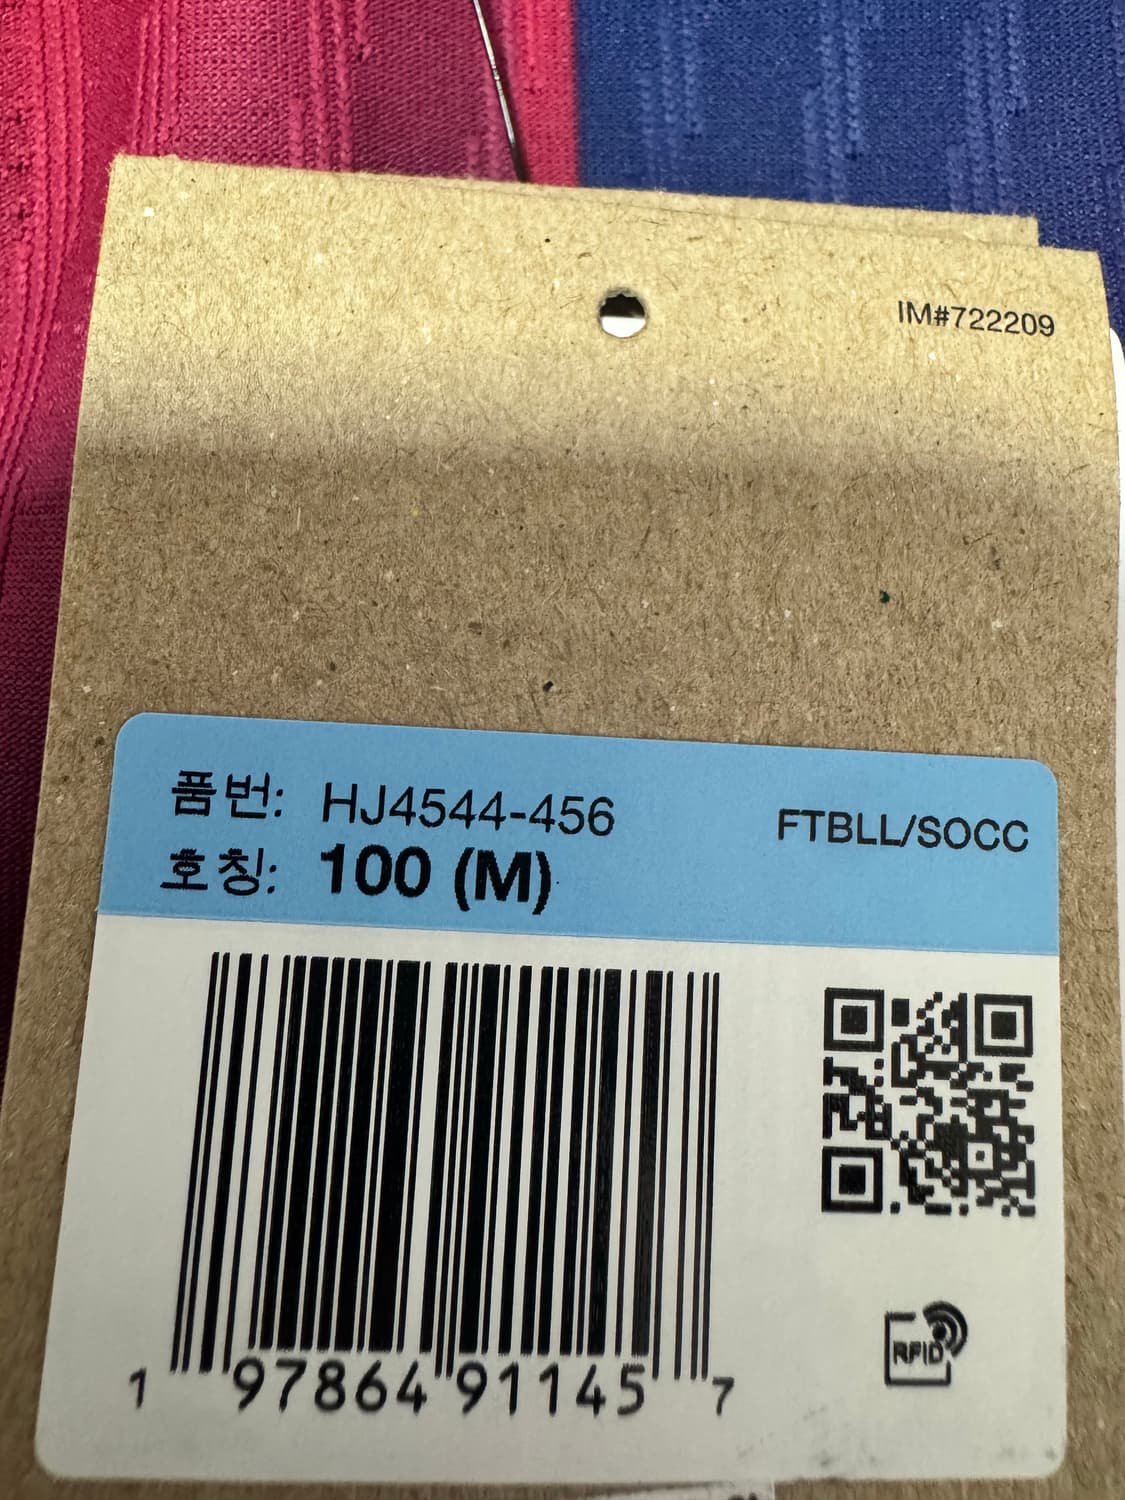 IM#722209
품번: HJ4544-456
FTBLL/SOCC
호칭: 100 (M)
1 97864 91145 7
RFID